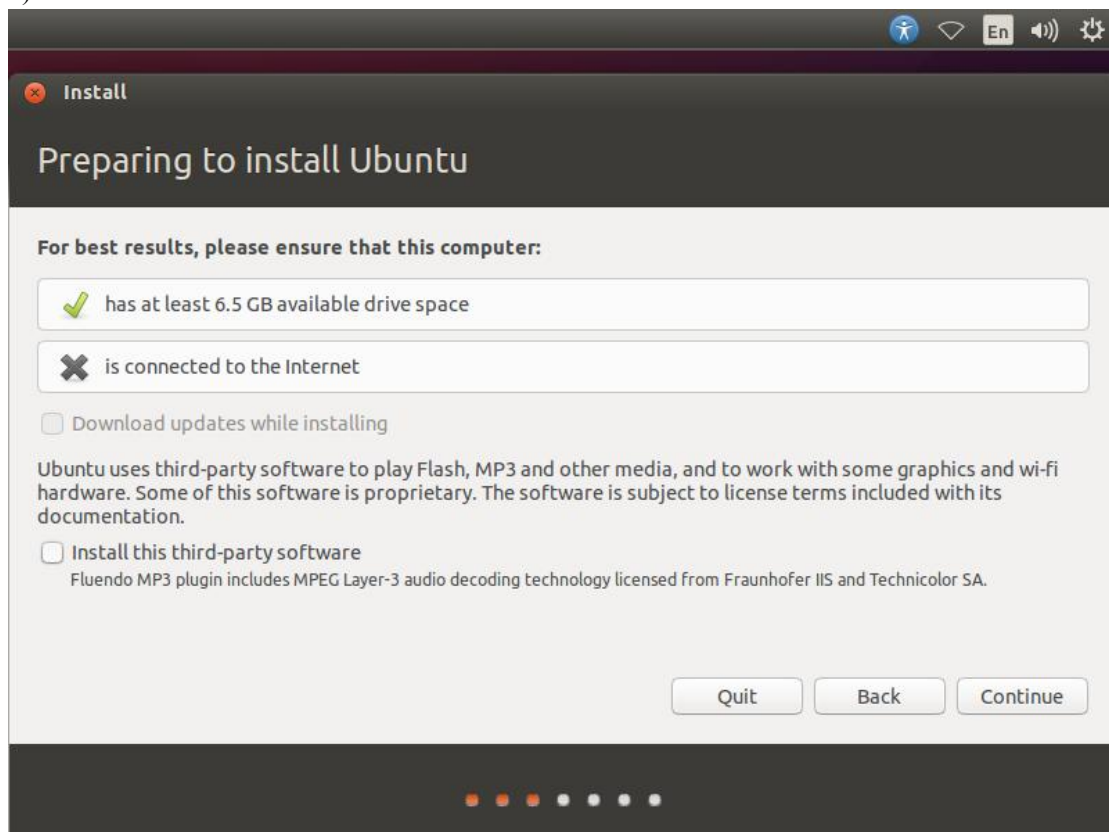 En
Install
Preparing to install Ubuntu
For best results, please ensure that this computer:
has at least 6.5 GB available drive space
is connected to the Internet
Download updates while installing
Ubuntu uses third-party software to play Flash, MP3 and other media, and to work with some graphics and wi-fi
hardware. Some of this software is proprietary. The software is subject to license terms included with its
documentation.
Install this third-party software
Fluendo MP3 plugin includes MPEG Layer-3 audio decoding technology licensed from Fraunhofer IIS and Technicolor SA.
Quit Back Continue